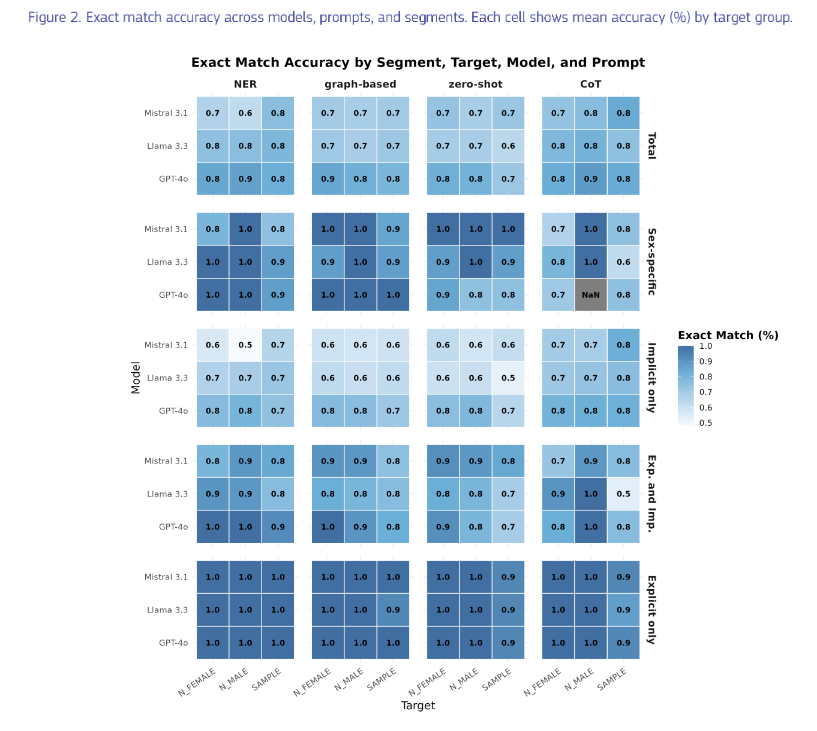 Figure 2. Exact match accuracy across models, prompts, and segments. Each cell shows mean accuracy (%) by target group.
Exact Match Accuracy by Segment, Target, Model, and Prompt
NER graph-based zero-shot CoT
Mistral 3.1 0.7 0.6 0.8 0.7 0.7 0.7 0.7 0.7 0.7 0.7 0.8 0.8
Llama 3.3 0.8 0.8 0.8 0.7 0.7 0.7 0.7 0.7 0.6 0.8 0.8 0.8
GPT-4o 0.8 0.9 0.8 0.9 0.8 0.8 0.8 0.8 0.7 0.8 0.9 0.8
Total
Mistral 3.1 0.8 1.0 0.8 1.0 1.0 0.9 1.0 1.0 1.0 0.7 1.0 0.8
Llama 3.3 1.0 1.0 0.9 0.9 1.0 0.9 0.9 1.0 0.9 0.8 1.0 0.6
GPT-4o 1.0 1.0 0.9 1.0 1.0 1.0 0.9 0.8 0.8 0.7 NaN 0.8
Sex-specific
Mistral 3.1 0.6 0.5 0.7 0.6 0.6 0.6 0.6 0.6 0.6 0.7 0.7 0.8
Llama 3.3 0.7 0.7 0.7 0.6 0.6 0.6 0.6 0.6 0.5 0.7 0.7 0.8
GPT-4o 0.8 0.8 0.7 0.8 0.8 0.7 0.8 0.8 0.7 0.8 0.8 0.8
Implicit only
Mistral 3.1 0.8 0.9 0.8 0.9 0.9 0.8 0.9 0.9 0.8 0.7 0.9 0.8
Llama 3.3 0.9 0.9 0.8 0.8 0.8 0.8 0.8 0.8 0.7 0.9 1.0 0.5
GPT-4o 1.0 1.0 0.9 1.0 0.9 0.8 0.9 0.8 0.7 0.8 1.0 0.8
Exp. and Imp.
Mistral 3.1 1.0 1.0 1.0 1.0 1.0 1.0 1.0 1.0 0.9 1.0 1.0 0.9
Llama 3.3 1.0 1.0 1.0 1.0 1.0 0.9 1.0 1.0 1.0 1.0 1.0 0.9
GPT-4o 1.0 1.0 1.0 1.0 1.0 1.0 1.0 1.0 0.9 1.0 1.0 0.9
Explicit only
N_FEMALE N_MALE SAMPLE N_FEMALE N_MALE SAMPLE N_FEMALE N_MALE SAMPLE N_FEMALE N_MALE SAMPLE
Target
Model
Exact Match (%)
1.0
0.9
0.8
0.7
0.6
0.5